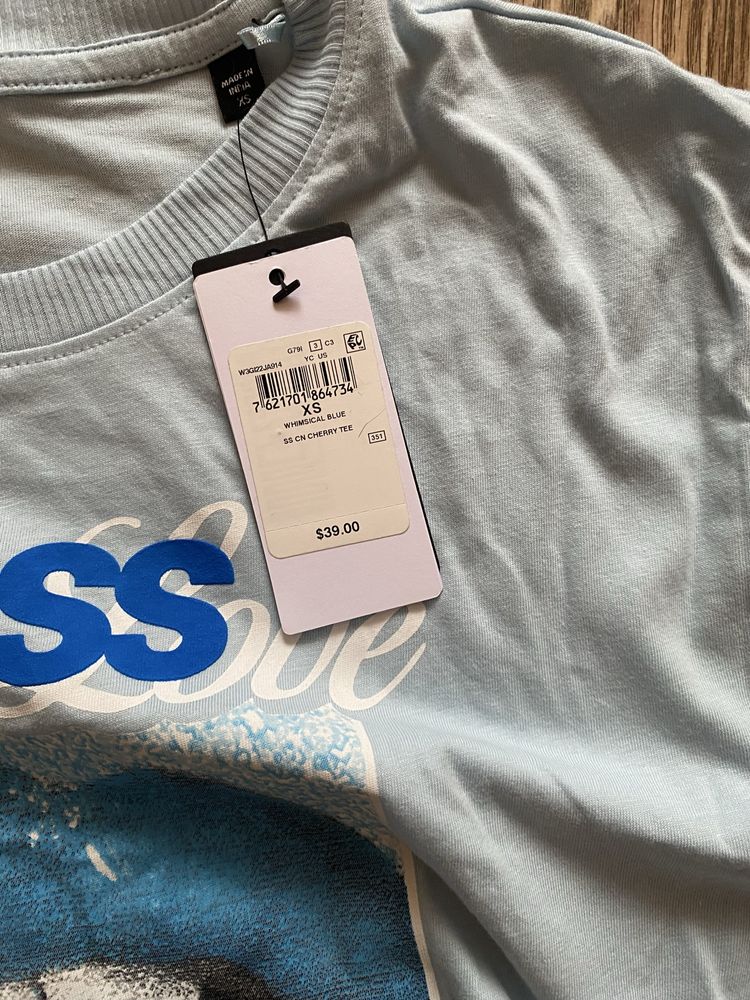 MADE IN
INDIA
XS
G79I 3 C3
W3GI22JA914 YC US
7 621701 864734
XS
WHIMSICAL BLUE
SS CN CHERRY TEE
351
$39.00
SS
Love